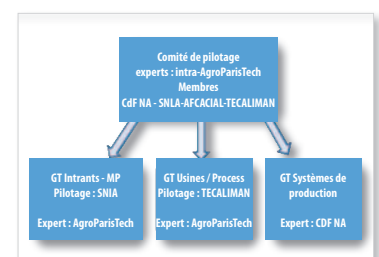 Comité de pilotage
experts : intra-AgroParisTech
Membres
CdF NA - SNLA-AFCACIAL-TECALIMAN
GT Intrants - MP
Pilotage : SNIA
Expert : AgroParisTech
GT Usines / Process
Pilotage : TECALIMAN
Expert : AgroParisTech
GT Systèmes de
production
Expert : CDF NA